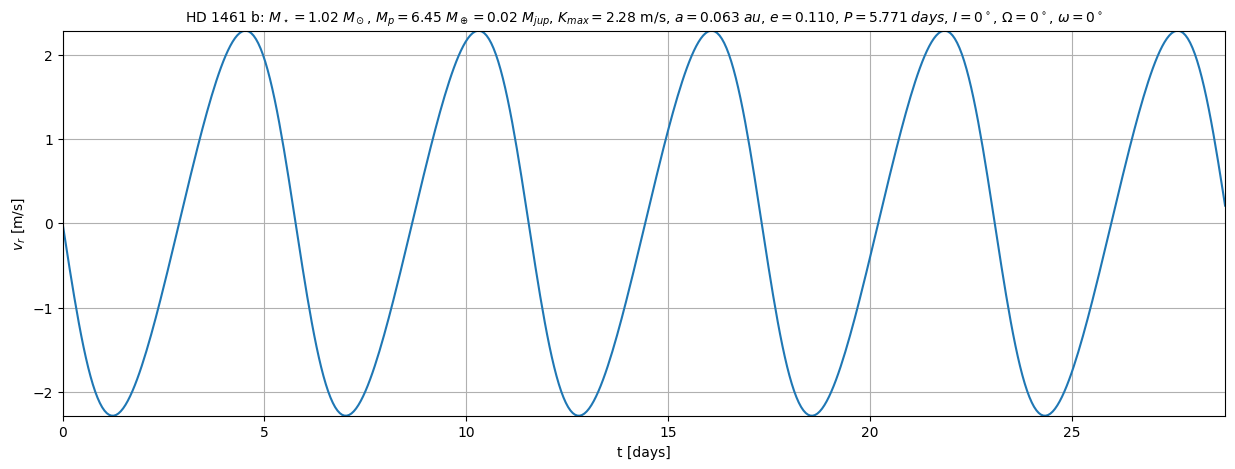 HD 1461 b: M⋆ = 1.02 M⊙, Mp = 6.45 M⊕ = 0.02 Mjup, Kmax = 2.28 m/s, a = 0.063 au, e = 0.110, P = 5.771 days, I = 0°, Ω = 0°, ω = 0°
2
1
0
−1
−2
vr [m/s]
0 5 10 15 20 25
t [days]